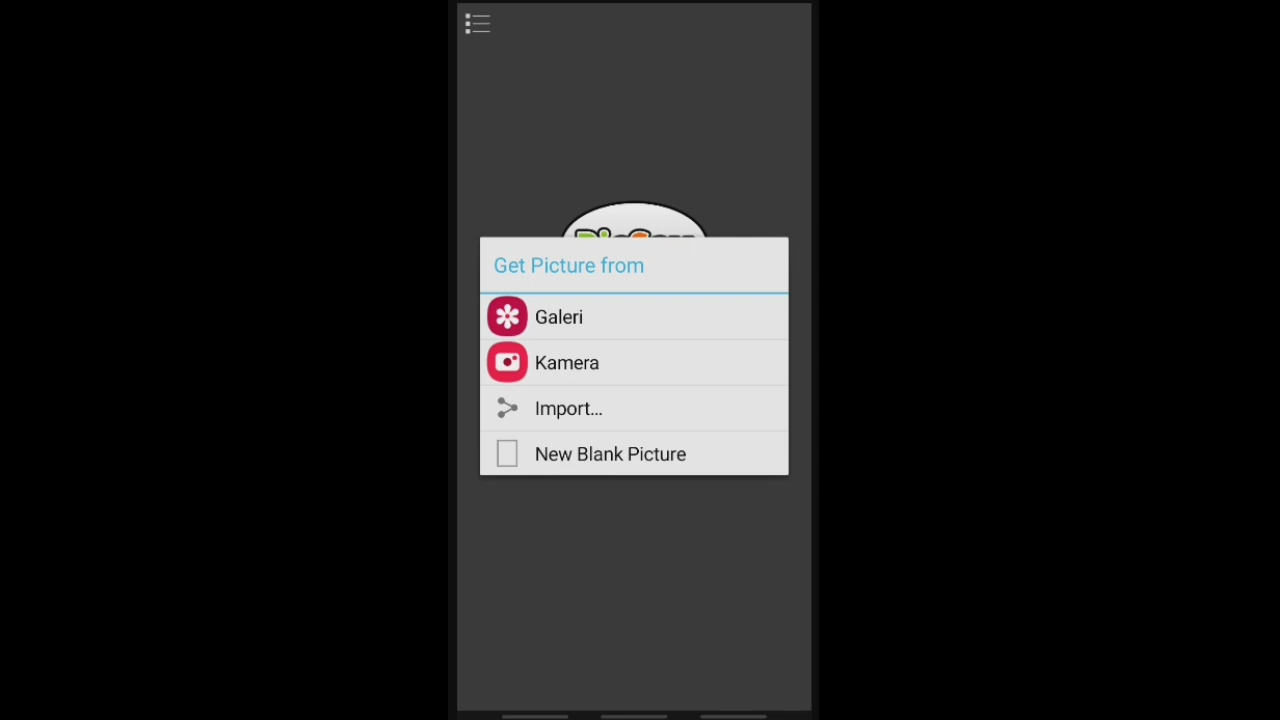 Get Picture from
Galeri
Kamera
Import...
New Blank Picture